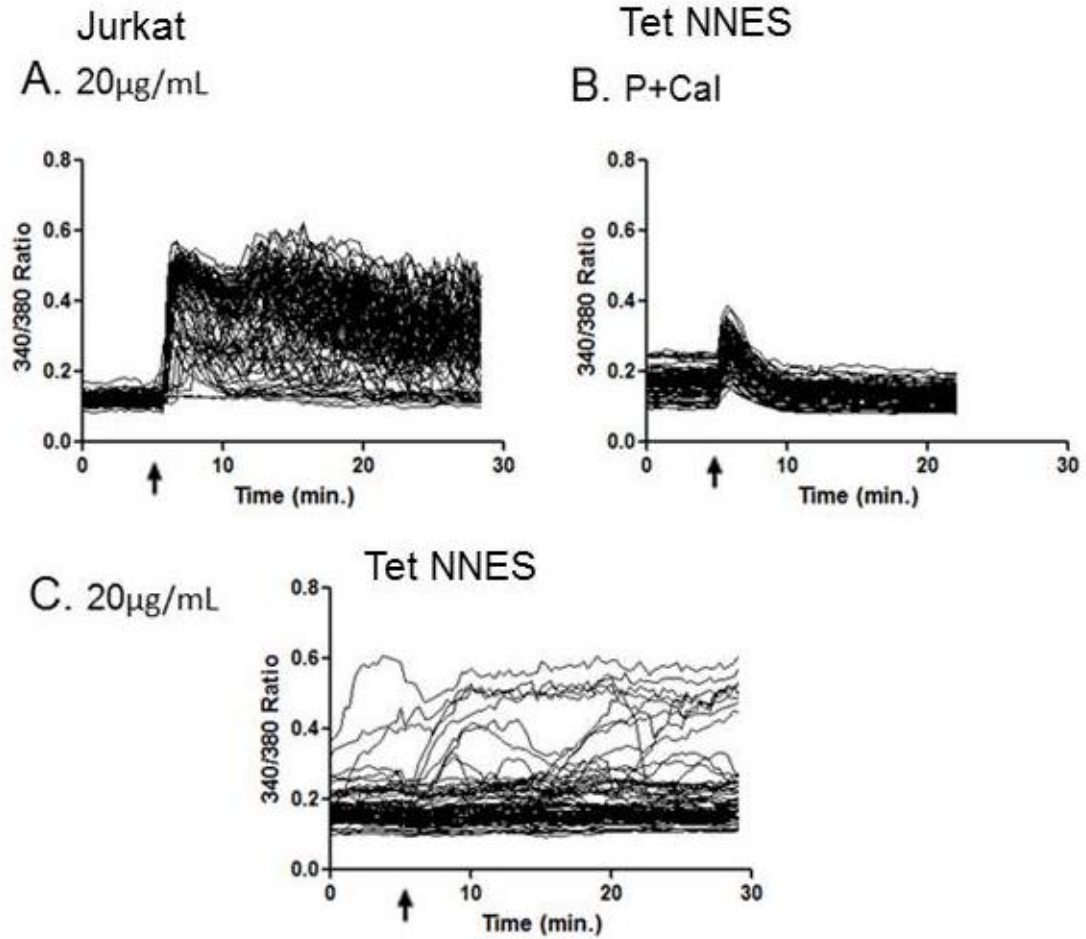 Jurkat
A. 20µg/mL
340/380 Ratio
0.8
0.6
0.4
0.2
0.0
0 10 20 30
Time (min.)
Tet NNES
B. P+Cal
340/380 Ratio
0.8
0.6
0.4
0.2
0.0
0 10 20 30
Time (min.)
Tet NNES
C. 20µg/mL
340/380 Ratio
0.8
0.6
0.4
0.2
0.0
0 10 20 30
Time (min.)